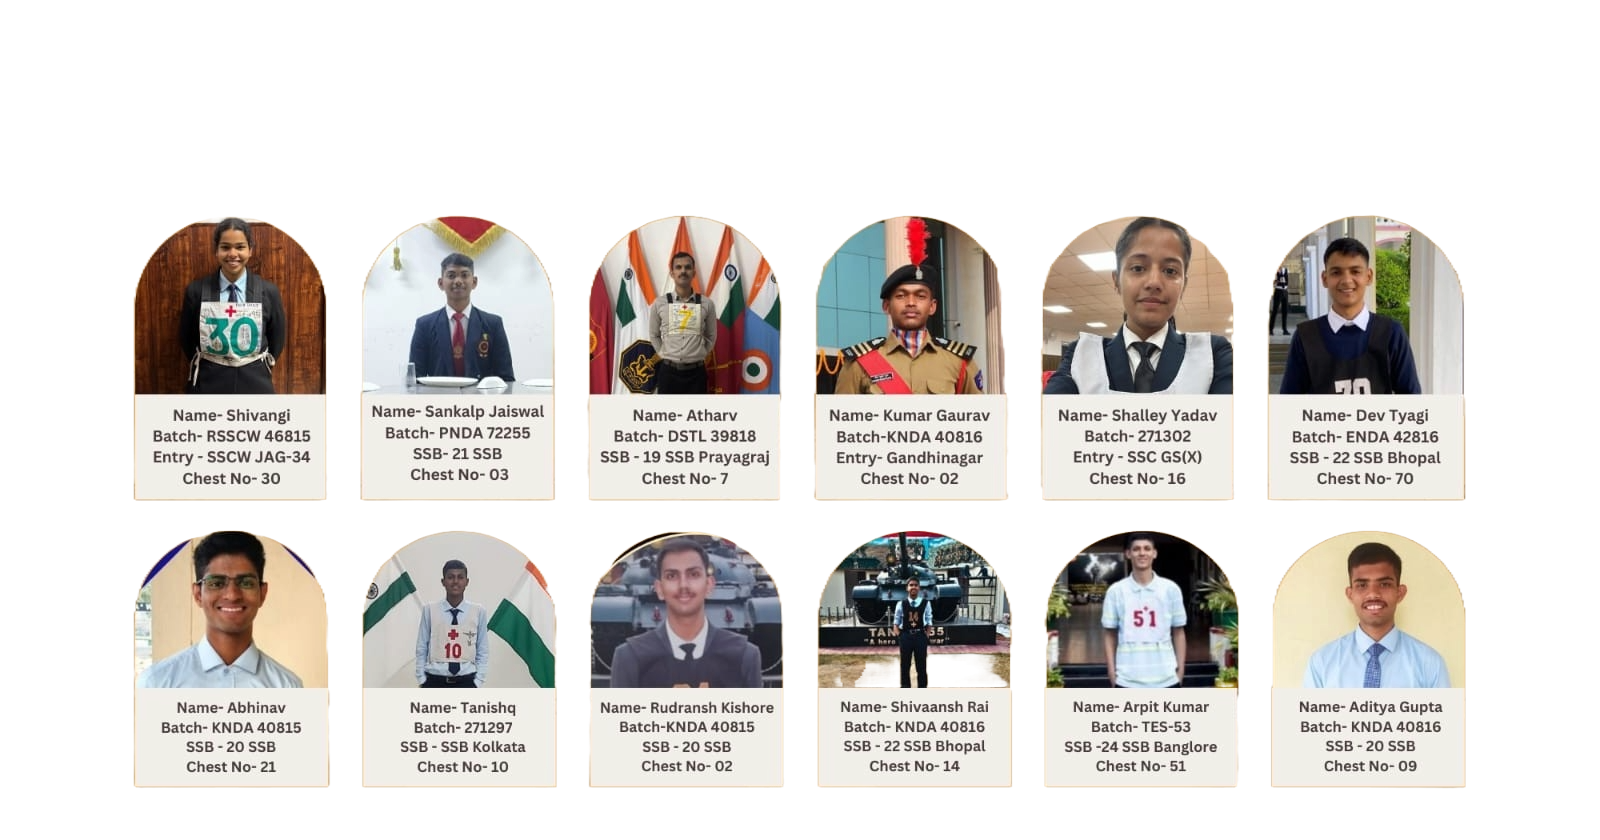 30
7
70
Name- Shivangi
Batch- RSSCW 46815
Entry - SSCW JAG-34
Chest No- 30
Name- Sankalp Jaiswal
Batch- PNDA 72255
SSB- 21 SSB
Chest No- 03
Name- Atharv
Batch- DSTL 39818
SSB - 19 SSB Prayagraj
Chest No- 7
Name- Kumar Gaurav
Batch-KNDA 40816
Entry- Gandhinagar
Chest No- 02
Name- Shalley Yadav
Batch- 271302
Entry - SSC GS(X)
Chest No- 16
Name- Dev Tyagi
Batch- ENDA 42816
SSB - 22 SSB Bhopal
Chest No- 70
10
14
51
Name- Abhinav
Batch- KNDA 40815
SSB - 20 SSB
Chest No- 21
Name- Tanishq
Batch- 271297
SSB - SSB Kolkata
Chest No- 10
Name- Rudransh Kishore
Batch-KNDA 40815
SSB - 20 SSB
Chest No- 02
Name- Shivaansh Rai
Batch- KNDA 40816
SSB - 22 SSB Bhopal
Chest No- 14
Name- Arpit Kumar
Batch- TES-53
SSB -24 SSB Banglore
Chest No- 51
Name- Aditya Gupta
Batch- KNDA 40816
SSB - 20 SSB
Chest No- 09